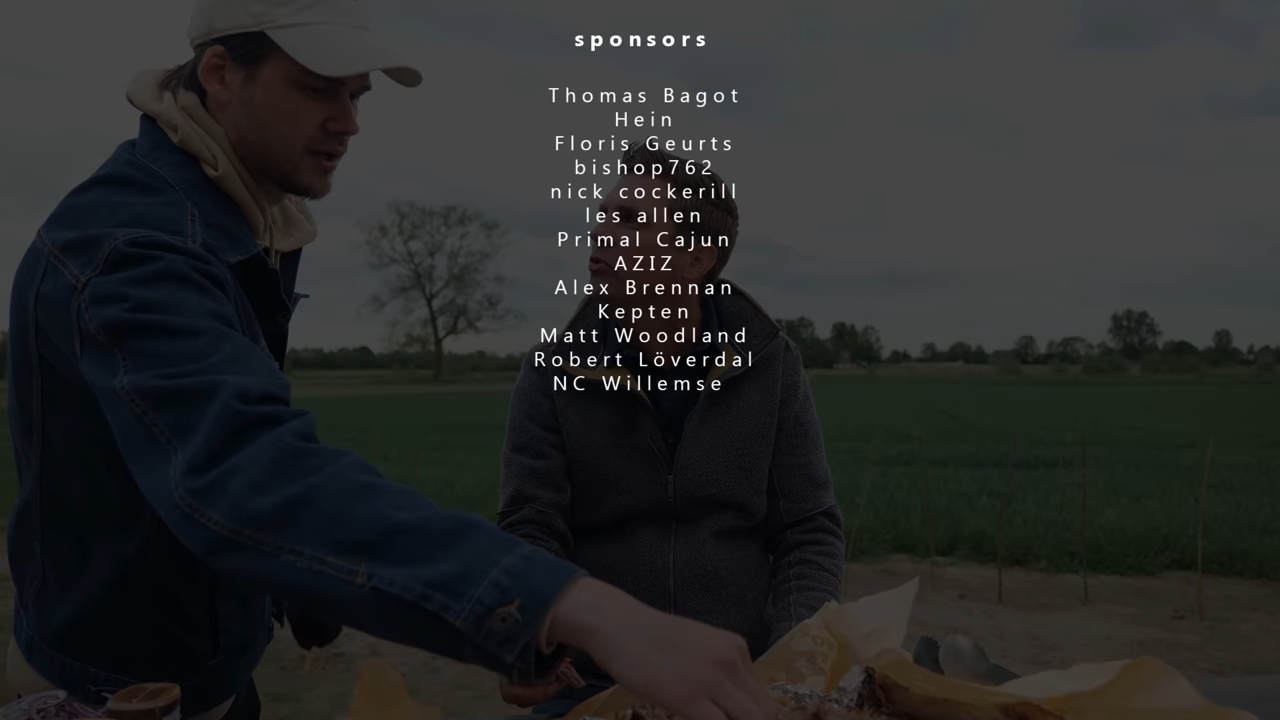 sponsors
Thomas Bagot
Hein
Floris Geurts
bishop762
nick cockerill
les allen
Primal Cajun
AZIZ
Alex Brennan
Kepten
Matt Woodland
Robert Löverdal
NC Willemse